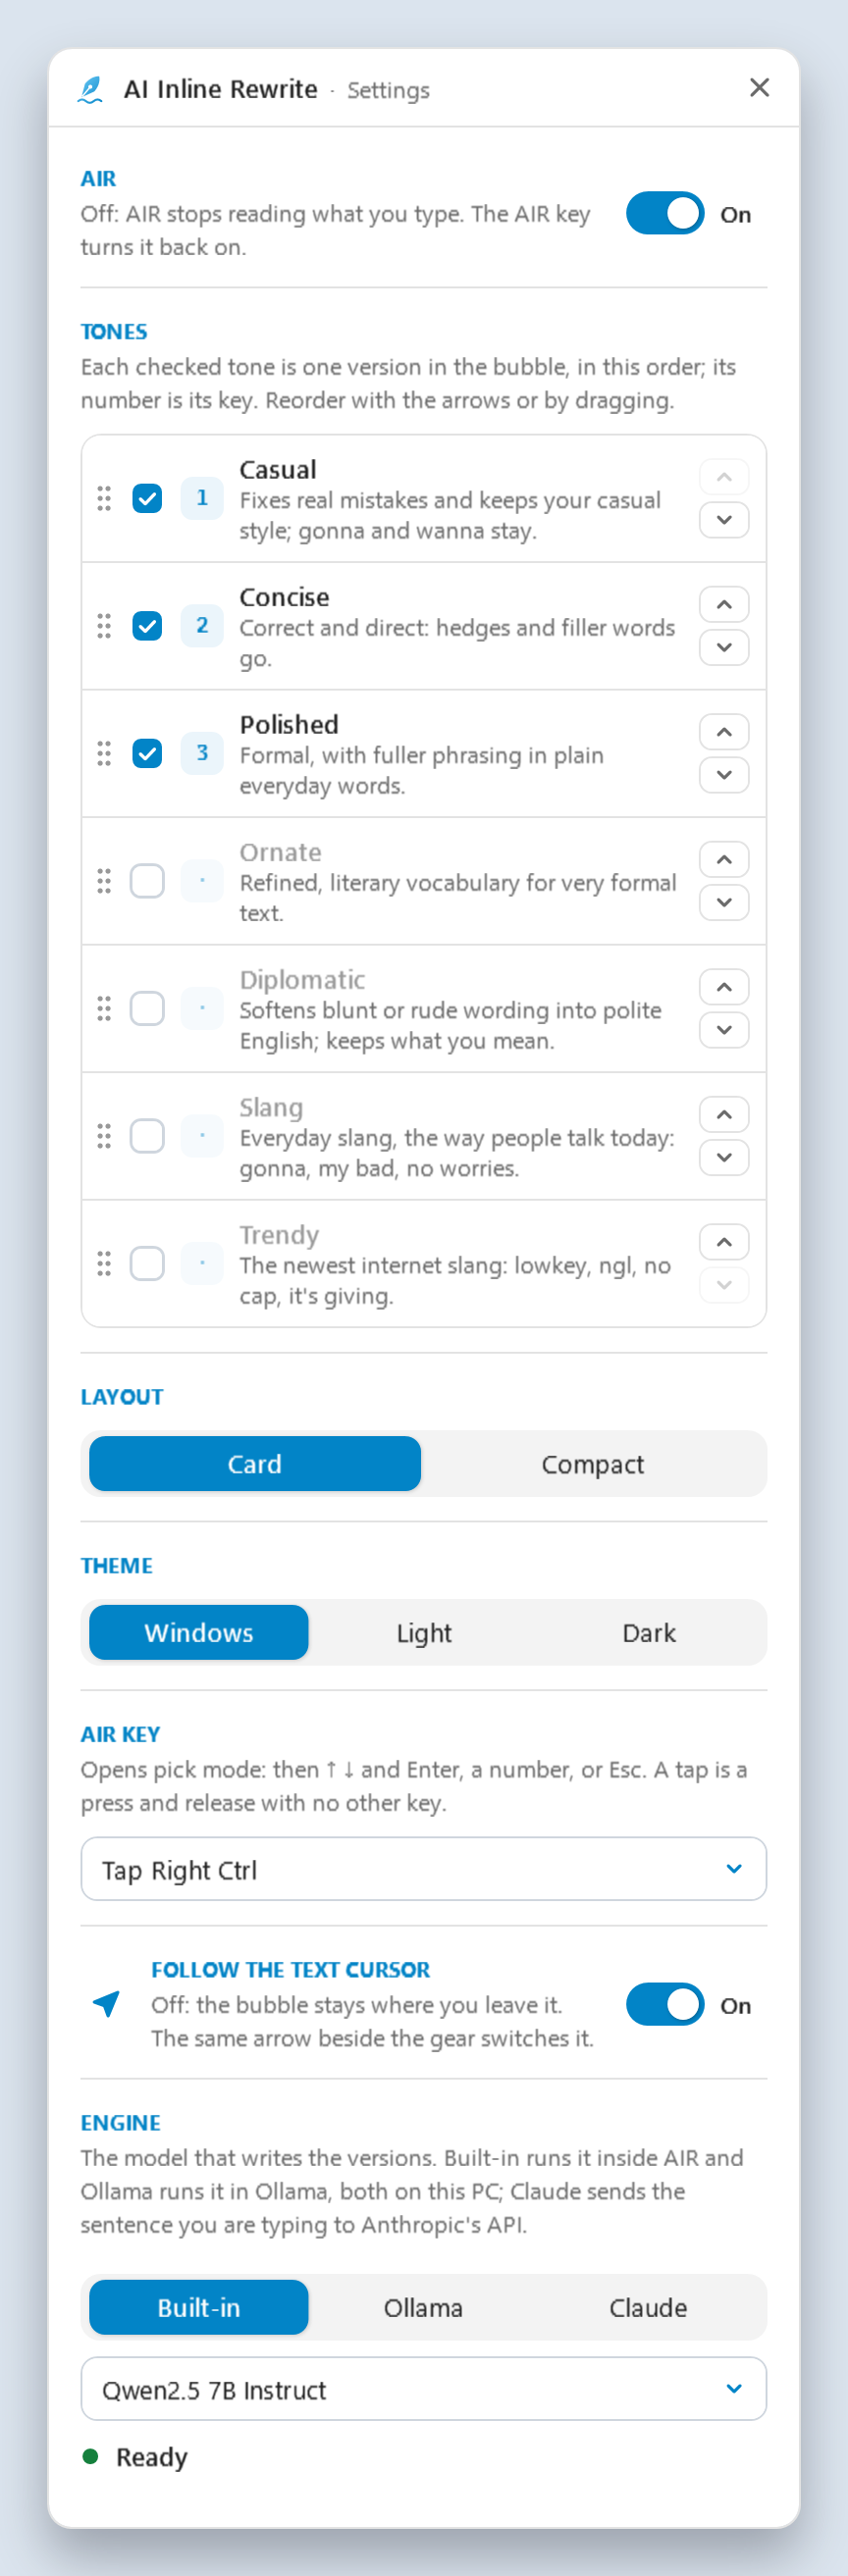 AI Inline Rewrite · Settings
AIR
Off: AIR stops reading what you type. The AIR key
turns it back on.
On
TONES
Each checked tone is one version in the bubble, in this order; its
number is its key. Reorder with the arrows or by dragging.
1
Casual
Fixes real mistakes and keeps your casual
style; gonna and wanna stay.
2
Concise
Correct and direct: hedges and filler words
go.
3
Polished
Formal, with fuller phrasing in plain
everyday words.
·
Ornate
Refined, literary vocabulary for very formal
text.
·
Diplomatic
Softens blunt or rude wording into polite
English; keeps what you mean.
·
Slang
Everyday slang, the way people talk today:
gonna, my bad, no worries.
·
Trendy
The newest internet slang: lowkey, ngl, no
cap, it's giving.
LAYOUT
Card Compact
THEME
Windows Light Dark
AIR KEY
Opens pick mode: then ↑ ↓ and Enter, a number, or Esc. A tap is a
press and release with no other key.
Tap Right Ctrl
FOLLOW THE TEXT CURSOR
Off: the bubble stays where you leave it.
The same arrow beside the gear switches it.
On
ENGINE
The model that writes the versions. Built-in runs it inside AIR and
Ollama runs it in Ollama, both on this PC; Claude sends the
sentence you are typing to Anthropic's API.
Built-in Ollama Claude
Qwen2.5 7B Instruct
Ready